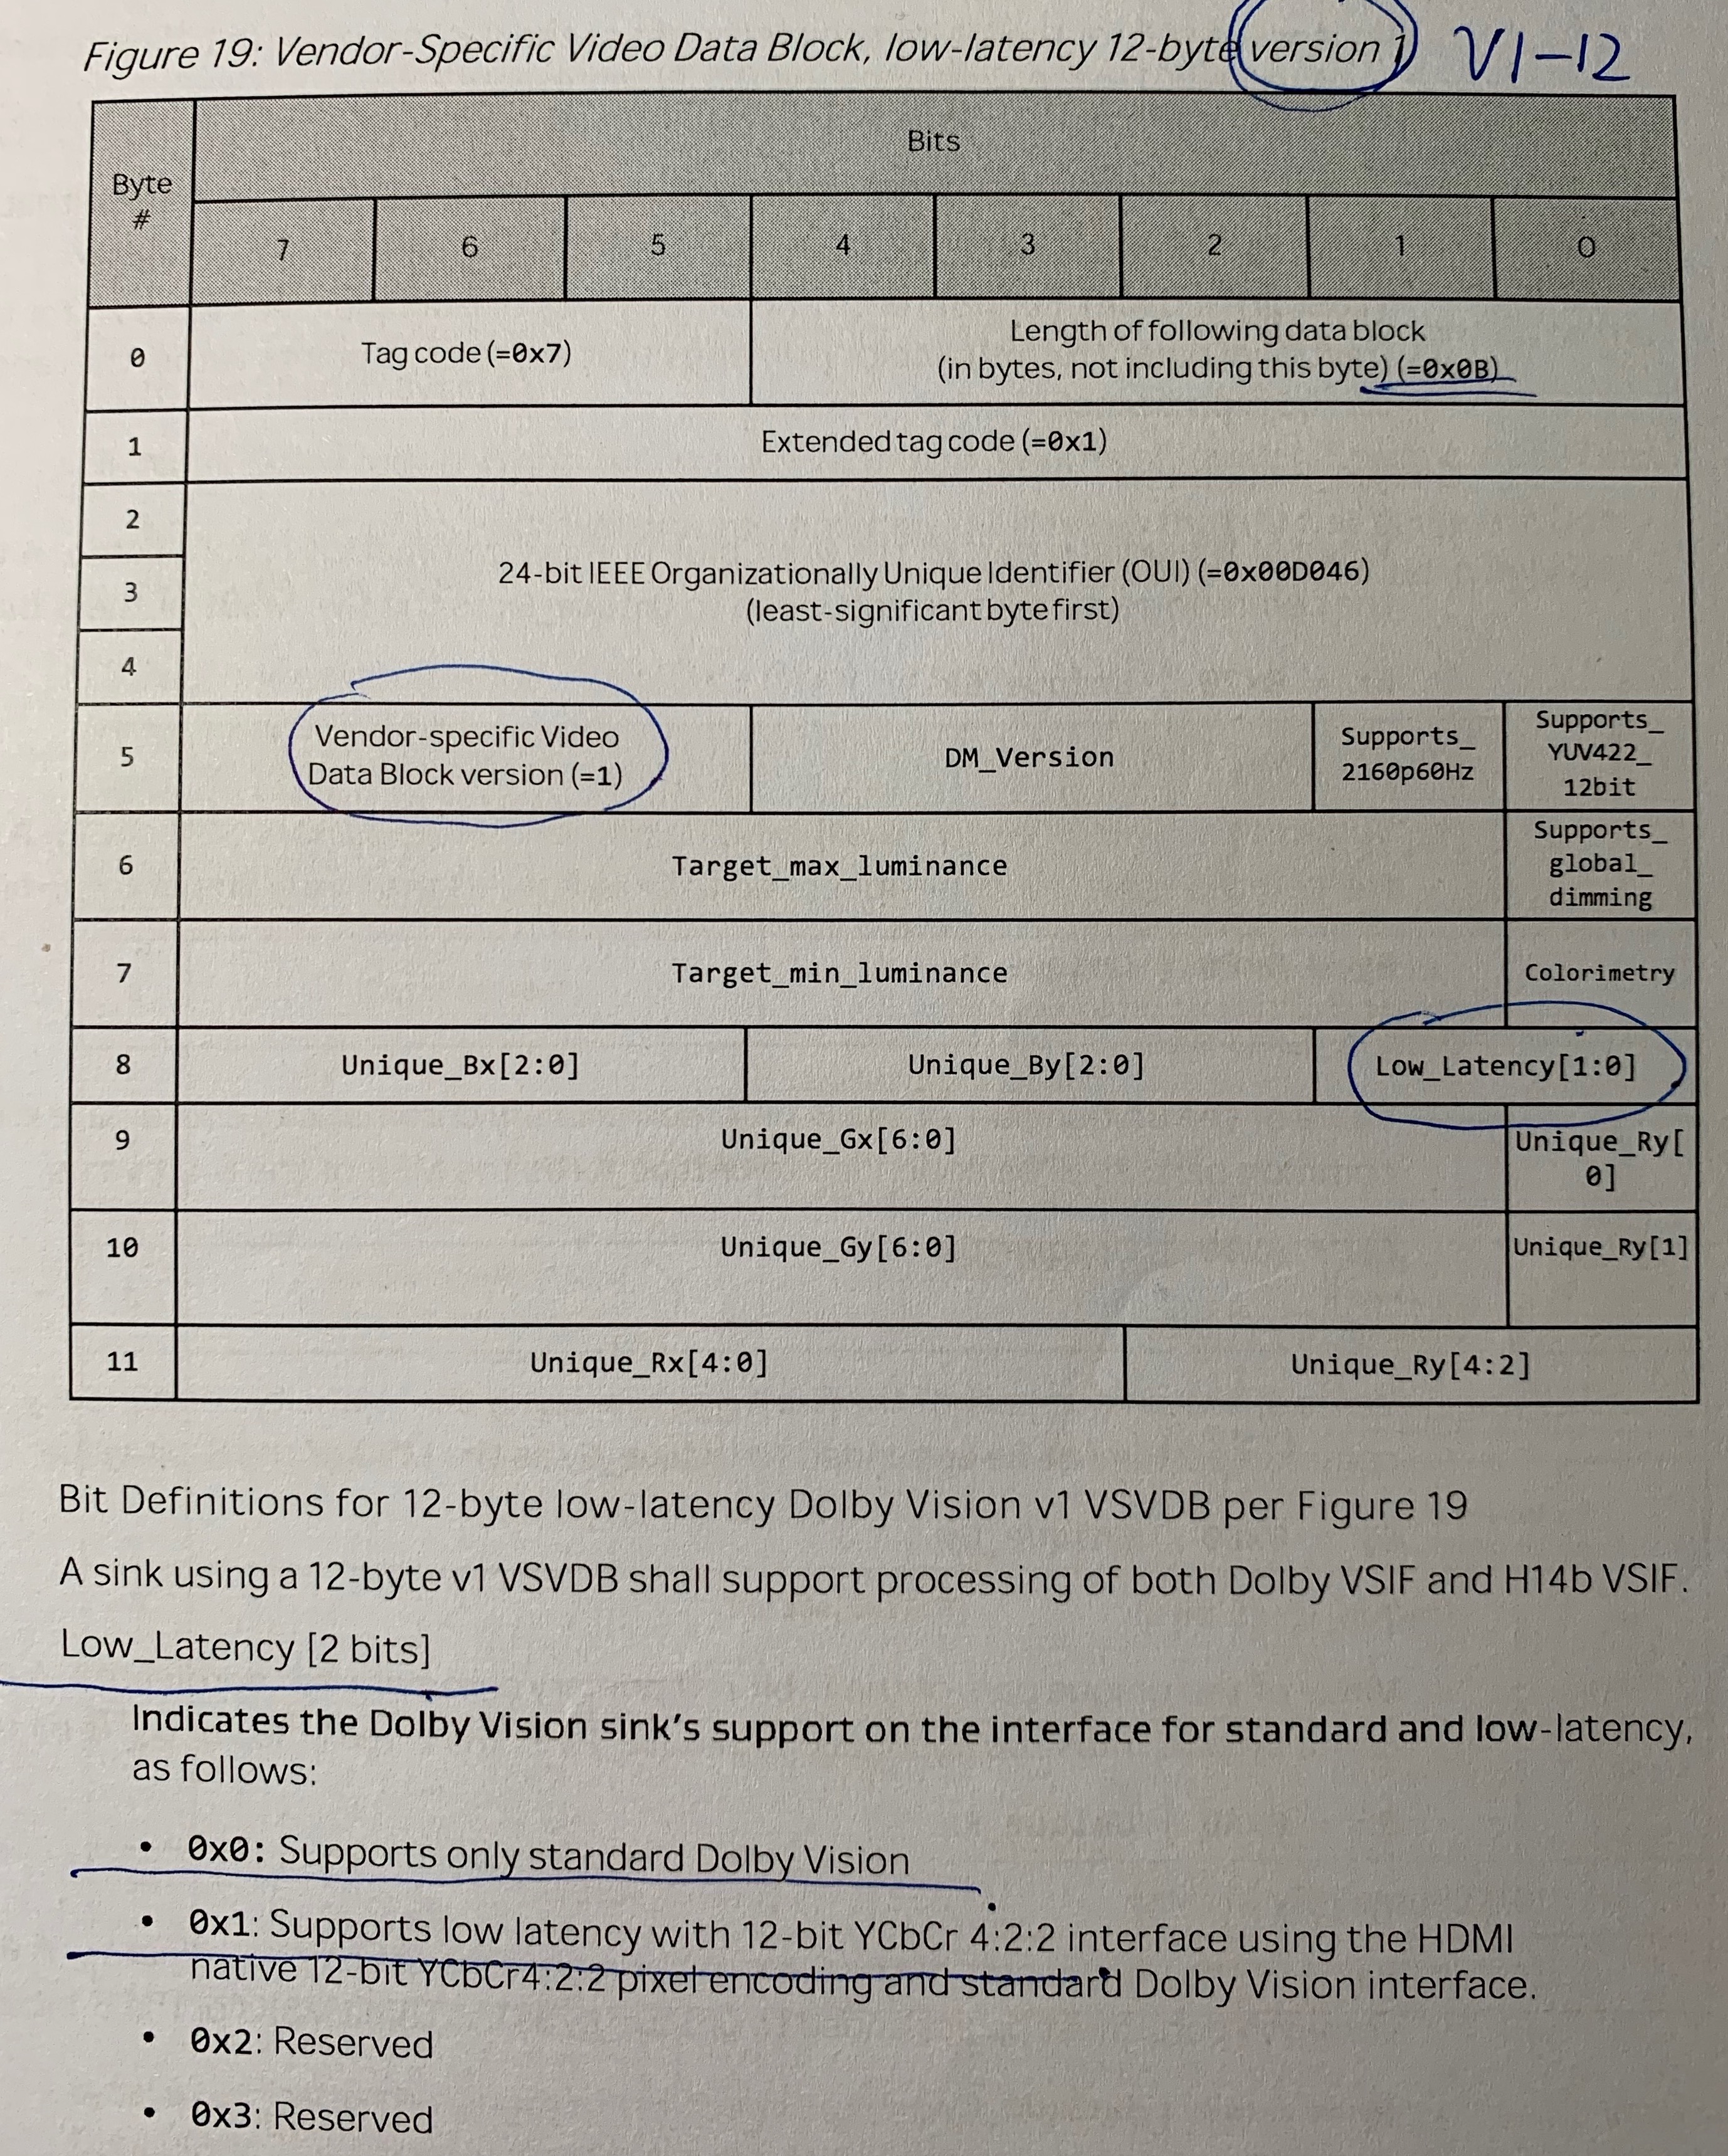 Figure 19: Vendor-Specific Video Data Block, low-latency 12-byte version 1 V1-12
Bits
Byte
#
7 6 5 4 3 2 1 0
0
Tag code (=0x7)
Length of following data block
(in bytes, not including this byte) (=0x0B)
1
Extended tag code (=0x1)
2
3
4
24-bit IEEE Organizationally Unique Identifier (OUI) (=0x00D046)
(least-significant byte first)
5
Vendor-specific Video
Data Block version (=1)
DM_Version
Supports_
2160p60Hz
Supports_
YUV422_
12bit
6
Target_max_luminance
Supports_
global_
dimming
7
Target_min_luminance
Colorimetry
8
Unique_Bx[2:0]
Unique_By[2:0]
Low_Latency[1:0]
9
Unique_Gx[6:0]
Unique_Ry[
0]
10
Unique_Gy[6:0]
Unique_Ry[1]
11
Unique_Rx[4:0]
Unique_Ry[4:2]
Bit Definitions for 12-byte low-latency Dolby Vision v1 VSVDB per Figure 19
A sink using a 12-byte v1 VSVDB shall support processing of both Dolby VSIF and H14b VSIF.
Low_Latency [2 bits]
Indicates the Dolby Vision sink's support on the interface for standard and low-latency,
as follows:
• 0x0: Supports only standard Dolby Vision
• 0x1: Supports low latency with 12-bit YCbCr 4:2:2 interface using the HDMI
native 12-bit YCbCr4:2:2 pixel encoding and standard Dolby Vision interface.
• 0x2: Reserved
• 0x3: Reserved